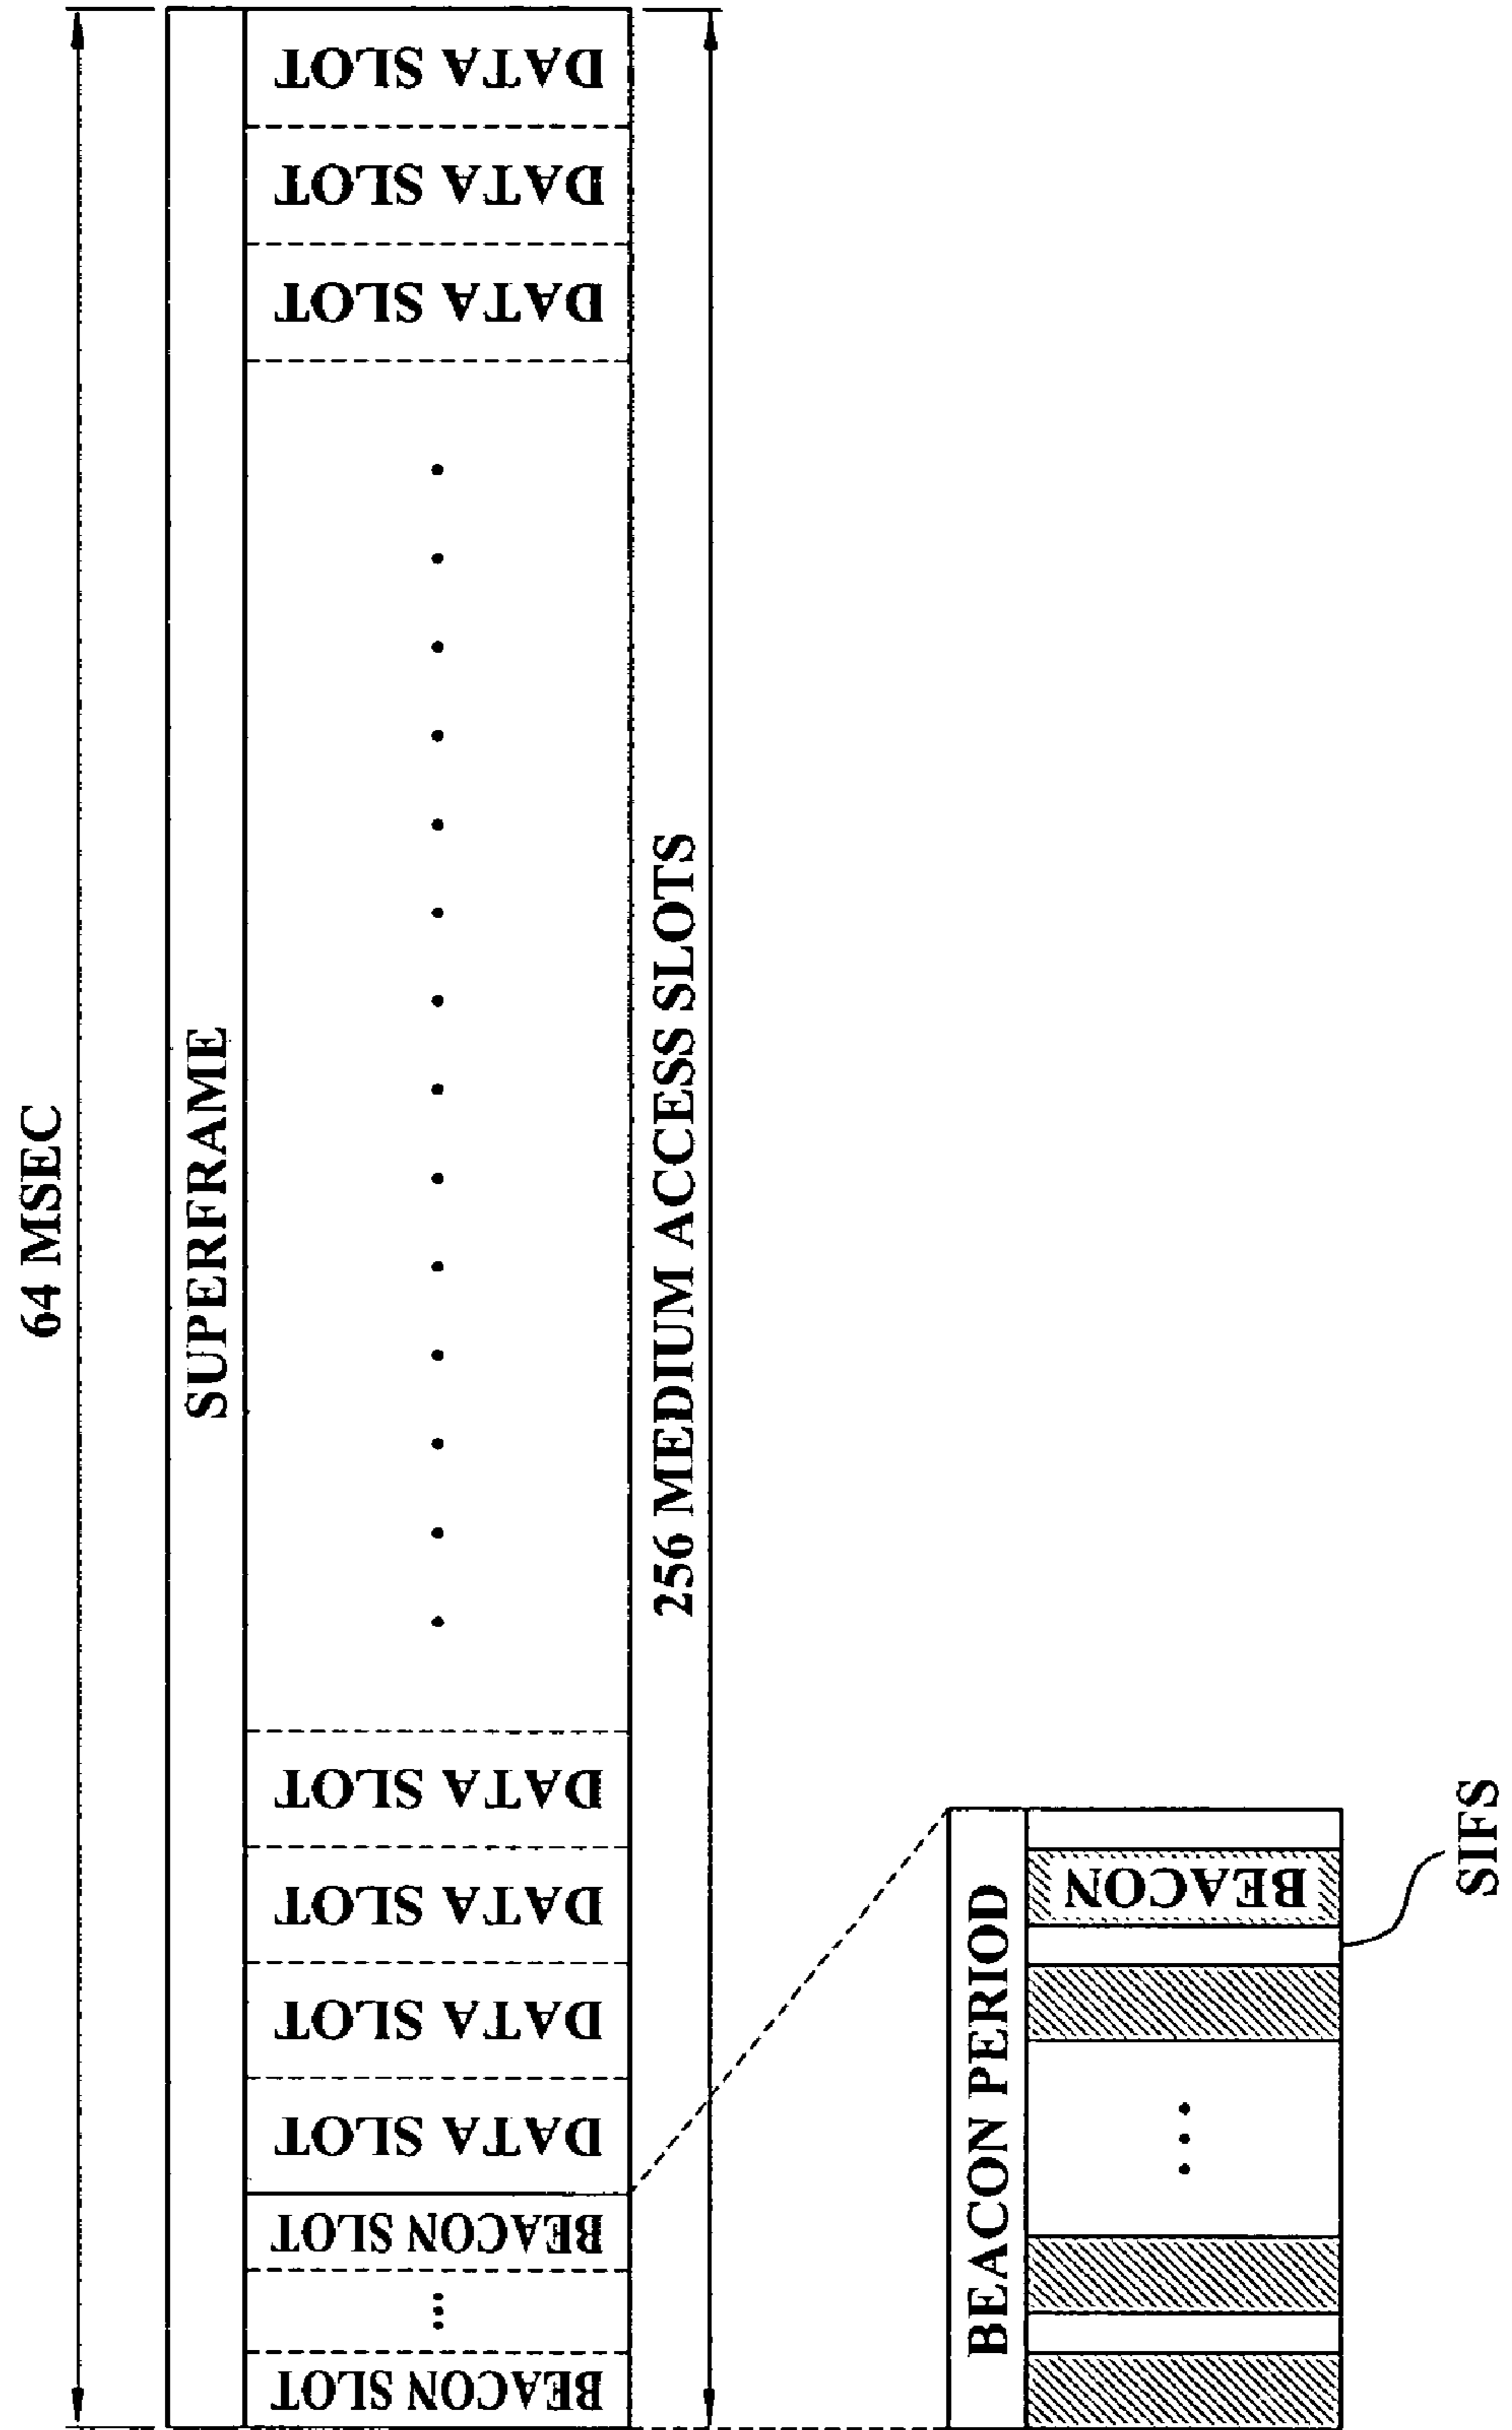 64 MSEC
SUPERFRAME
BEACON SLOT
...
BEACON SLOT
DATA SLOT
DATA SLOT
DATA SLOT
DATA SLOT
.............
DATA SLOT
DATA SLOT
DATA SLOT
256 MEDIUM ACCESS SLOTS
BEACON PERIOD
...
BEACON
SIFS